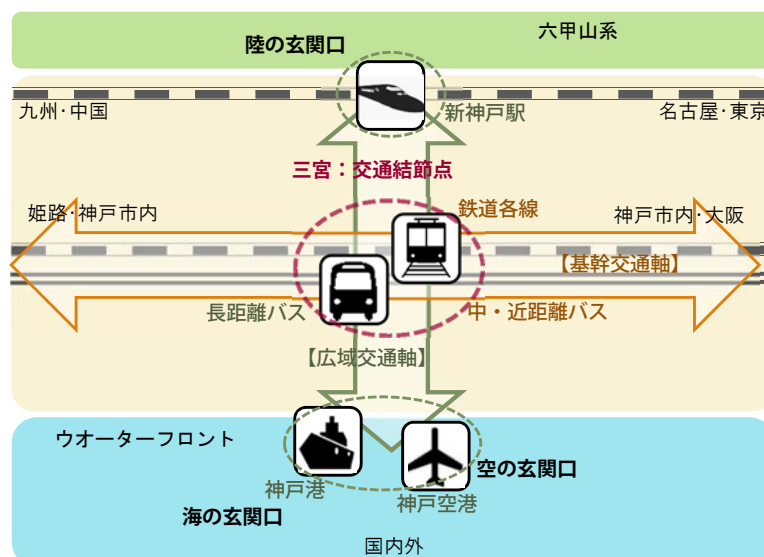 六甲山系
陸の玄関口
九州･中国
新神戸駅
名古屋･東京
三宮：交通結節点
姫路･神戸市内
鉄道各線
神戸市内･大阪
【基幹交通軸】
長距離バス
中・近距離バス
【広域交通軸】
ウオーターフロント
空の玄関口
神戸港
神戸空港
海の玄関口
国内外